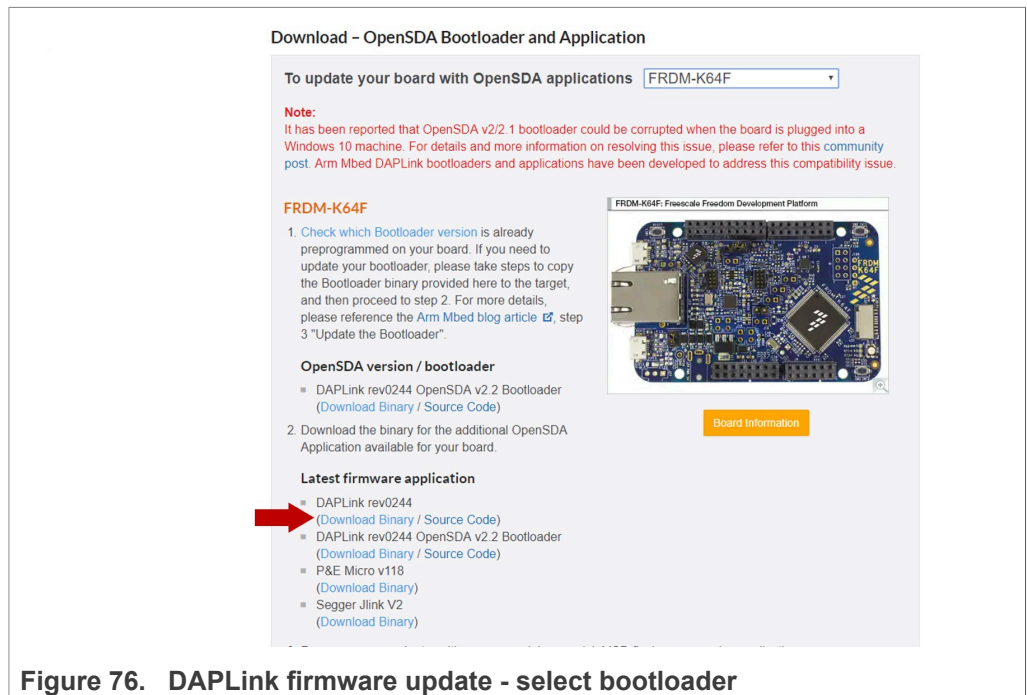 Download – OpenSDA Bootloader and Application
To update your board with OpenSDA applications FRDM-K64F
Note:
It has been reported that OpenSDA v2/2.1 bootloader could be corrupted when the board is plugged into a
Windows 10 machine. For details and more information on resolving this issue, please refer to this community
post. Arm Mbed DAPLink bootloaders and applications have been developed to address this compatibility issue.
FRDM-K64F
1. Check which Bootloader version is already
preprogrammed on your board. If you need to
update your bootloader, please take steps to copy
the Bootloader binary provided here to the target,
and then proceed to step 2. For more details,
please reference the Arm Mbed blog article, step
3 "Update the Bootloader".
OpenSDA version / bootloader
DAPLink rev0244 OpenSDA v2.2 Bootloader
(Download Binary / Source Code)
2. Download the binary for the additional OpenSDA
Application available for your board.
Latest firmware application
DAPLink rev0244
(Download Binary / Source Code)
DAPLink rev0244 OpenSDA v2.2 Bootloader
(Download Binary / Source Code)
P&E Micro v118
(Download Binary)
Segger Jlink V2
(Download Binary)
FRDM-K64F: Freescale Freedom Development Platform
FRDM
K64F
Board Information
Figure 76. DAPLink firmware update - select bootloader